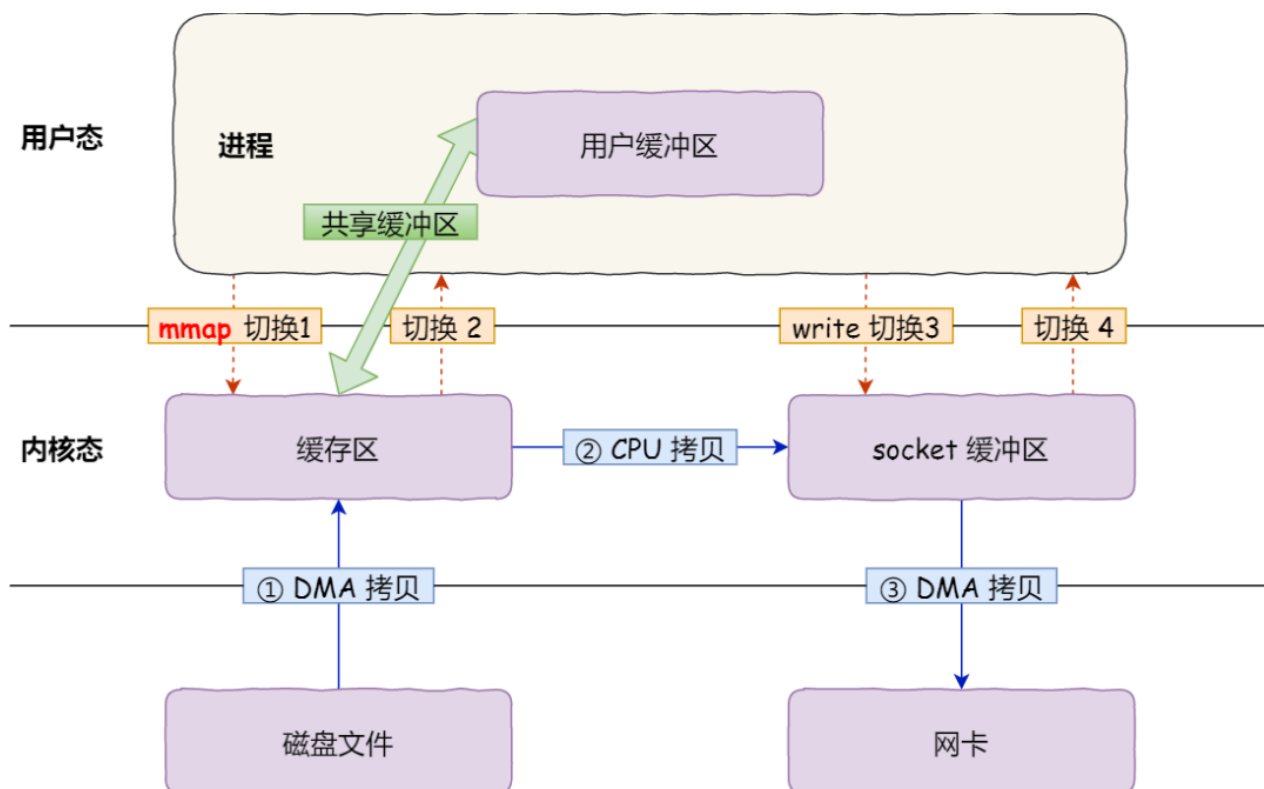 用户态
进程
用户缓冲区
共享缓冲区
mmap 切换1
切换 2
write 切换3
切换 4
内核态
缓存区
② CPU 拷贝
socket 缓冲区
① DMA 拷贝
③ DMA 拷贝
磁盘文件
网卡